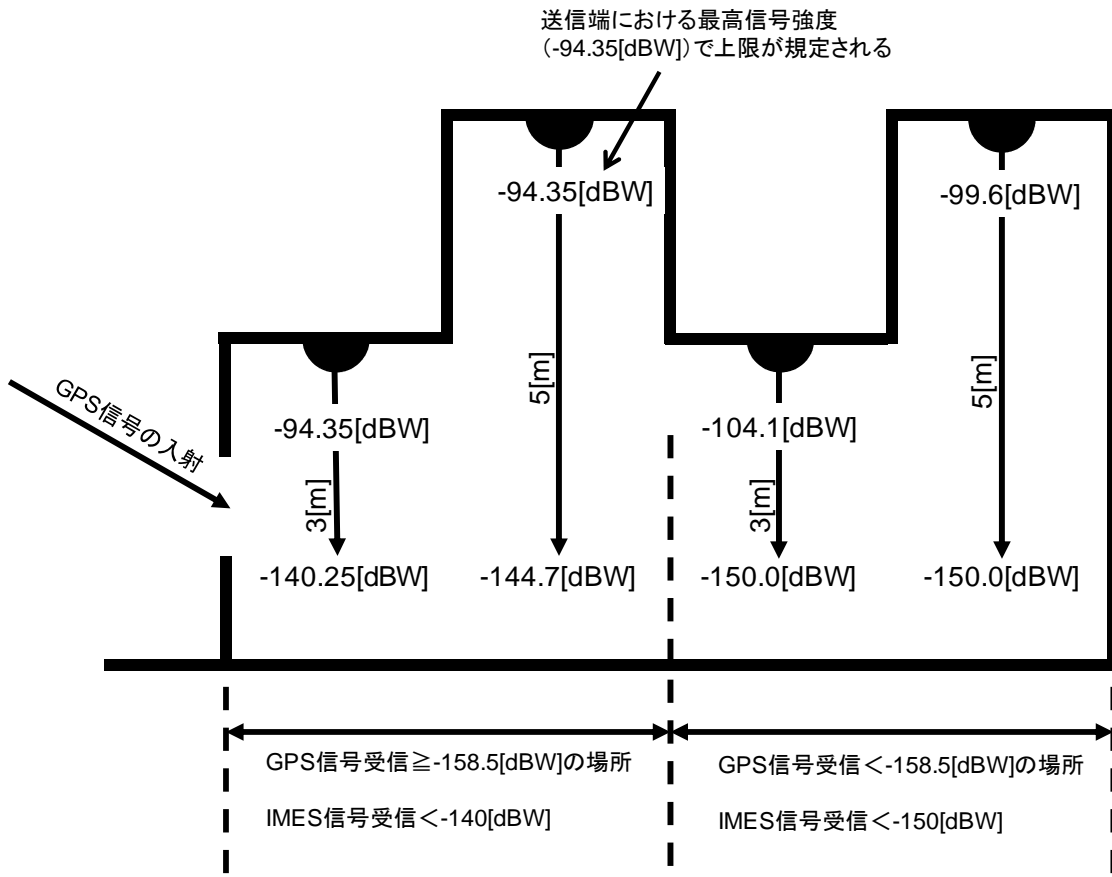 送信端における最高信号強度
（-94.35[dBW]）で上限が規定される
-94.35[dBW]
-99.6[dBW]
5[m]
5[m]
GPS信号の入射
-94.35[dBW]
-104.1[dBW]
3[m]
3[m]
-140.25[dBW]
-144.7[dBW]
-150.0[dBW]
-150.0[dBW]
GPS信号受信≧-158.5[dBW]の場所
IMES信号受信＜-140[dBW]
GPS信号受信＜-158.5[dBW]の場所
IMES信号受信＜-150[dBW]